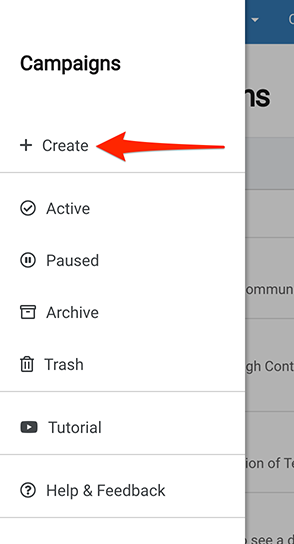 Campaigns
ns
Create
Active
ommun
Paused
Archive
gh Cont
Trash
Tutorial
ion of Te
Help & Feedback
see a d